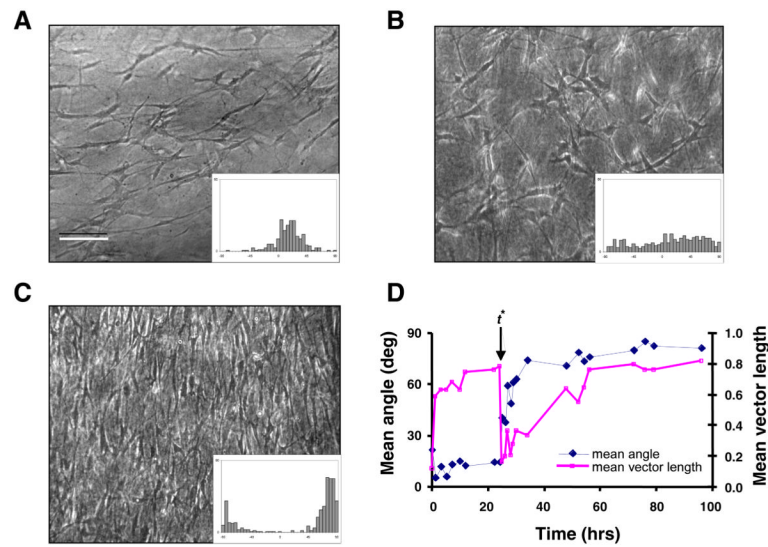 A
B
C
D
t*
90
60
30
0
1.0
0.8
0.6
0.4
0.2
0.0
Mean angle (deg)
Mean vector length
mean angle
mean vector length
0 20 40 60 80 100
Time (hrs)